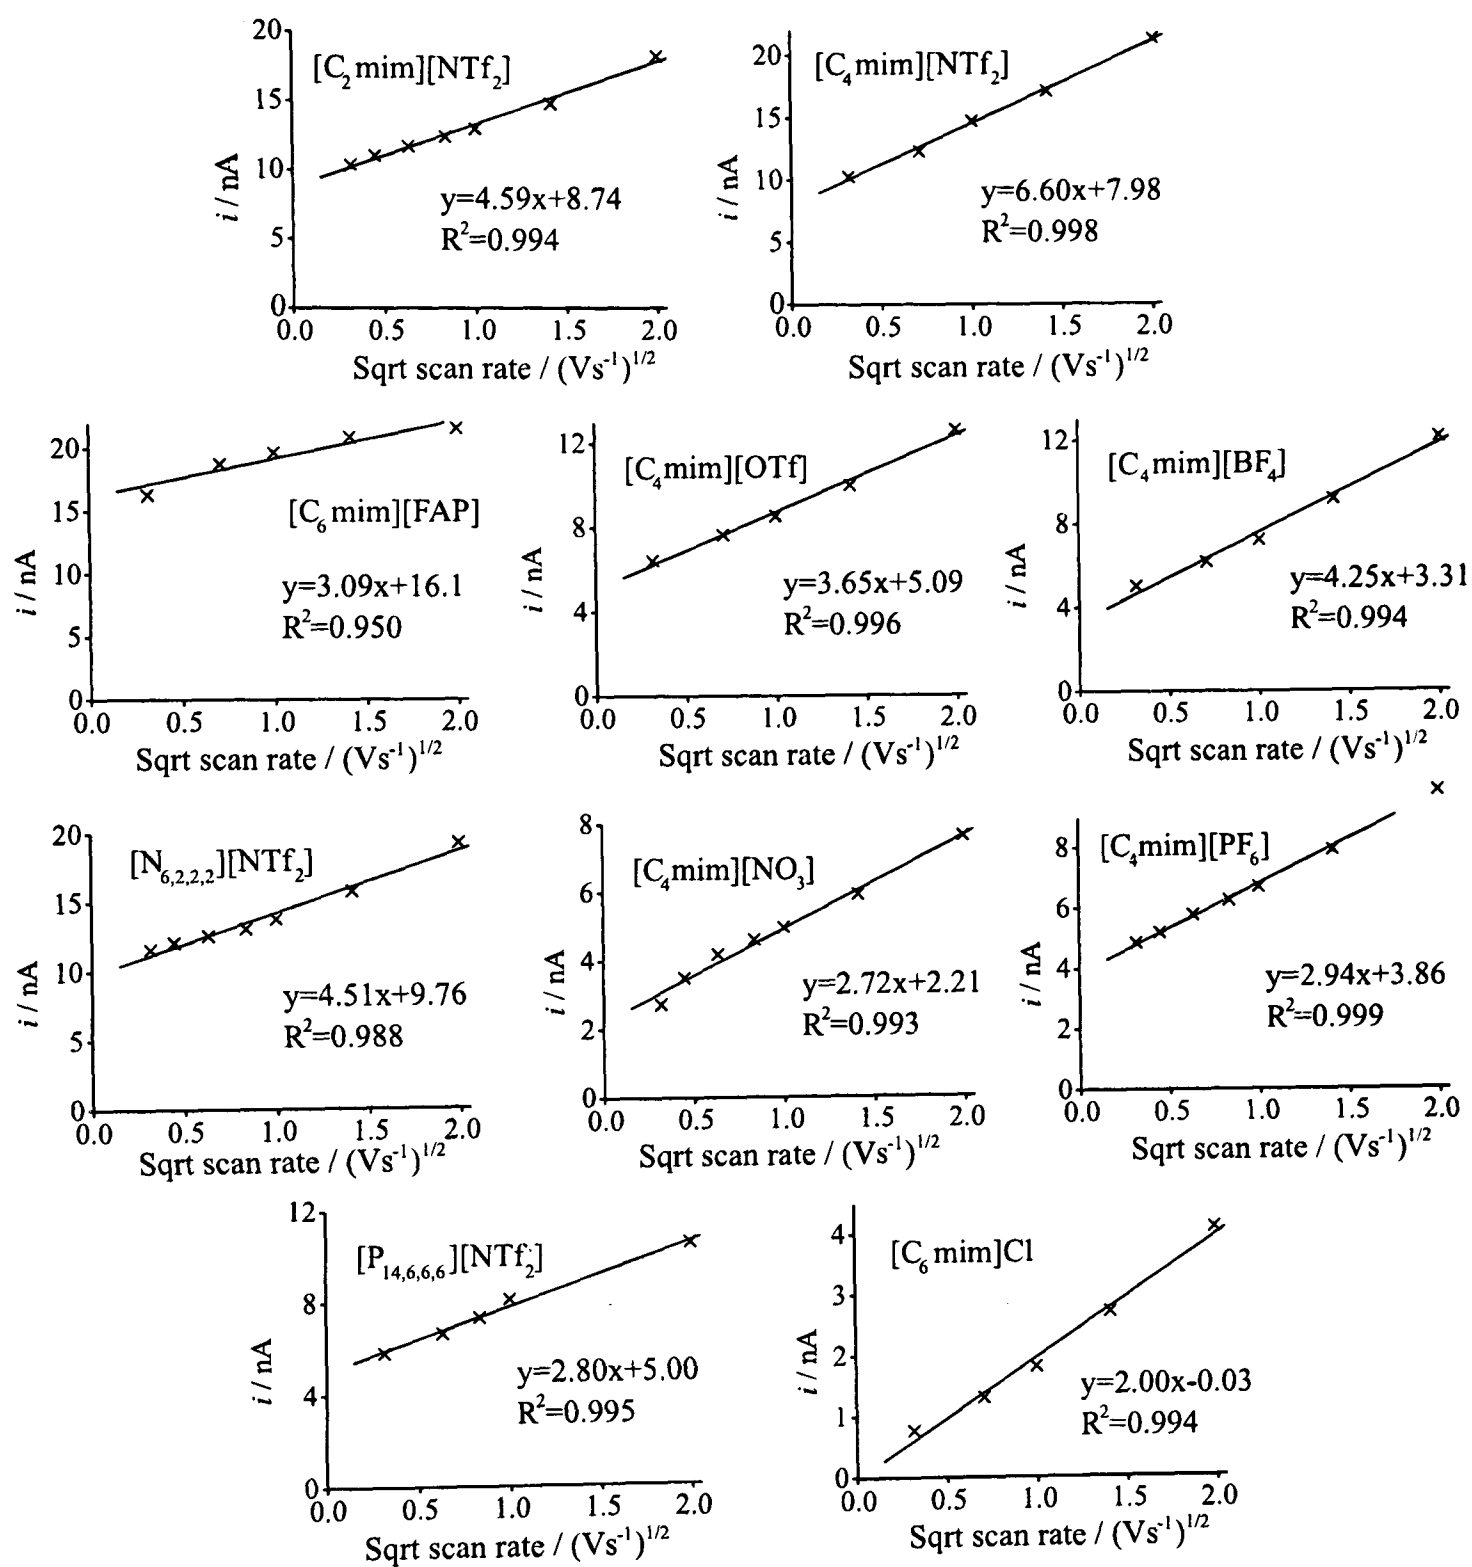 [C₂mim][NTf₂]
y=4.59x+8.74
R²=0.994
i / nA
20
15
10
5
0
0.0 0.5 1.0 1.5 2.0
Sqrt scan rate / (Vs⁻¹)^1/2
[C₄mim][NTf₂]
y=6.60x+7.98
R²=0.998
i / nA
20
15
10
5
0
0.0 0.5 1.0 1.5 2.0
Sqrt scan rate / (Vs⁻¹)^1/2
[C₆mim][FAP]
y=3.09x+16.1
R²=0.950
i / nA
20
15
10
5
0
0.0 0.5 1.0 1.5 2.0
Sqrt scan rate / (Vs⁻¹)^1/2
[C₄mim][OTf]
y=3.65x+5.09
R²=0.996
i / nA
12
8
4
0
0.0 0.5 1.0 1.5 2.0
Sqrt scan rate / (Vs⁻¹)^1/2
[C₄mim][BF₄]
y=4.25x+3.31
R²=0.994
i / nA
12
8
4
0
0.0 0.5 1.0 1.5 2.0
Sqrt scan rate / (Vs⁻¹)^1/2
[N₆,₂,₂,₂][NTf₂]
y=4.51x+9.76
R²=0.988
i / nA
20
15
10
5
0
0.0 0.5 1.0 1.5 2.0
Sqrt scan rate / (Vs⁻¹)^1/2
[C₄mim][NO₃]
y=2.72x+2.21
R²=0.993
i / nA
8
6
4
2
0
0.0 0.5 1.0 1.5 2.0
Sqrt scan rate / (Vs⁻¹)^1/2
[C₄mim][PF₆]
y=2.94x+3.86
R²=0.999
i / nA
8
6
4
2
0
0.0 0.5 1.0 1.5 2.0
Sqrt scan rate / (Vs⁻¹)^1/2
[P₁₄,₆,₆,₆][NTf₂]
y=2.80x+5.00
R²=0.995
i / nA
12
8
4
0
0.0 0.5 1.0 1.5 2.0
Sqrt scan rate / (Vs⁻¹)^1/2
[C₆mim]Cl
y=2.00x-0.03
R²=0.994
i / nA
4
3
2
1
0
0.0 0.5 1.0 1.5 2.0
Sqrt scan rate / (Vs⁻¹)^1/2